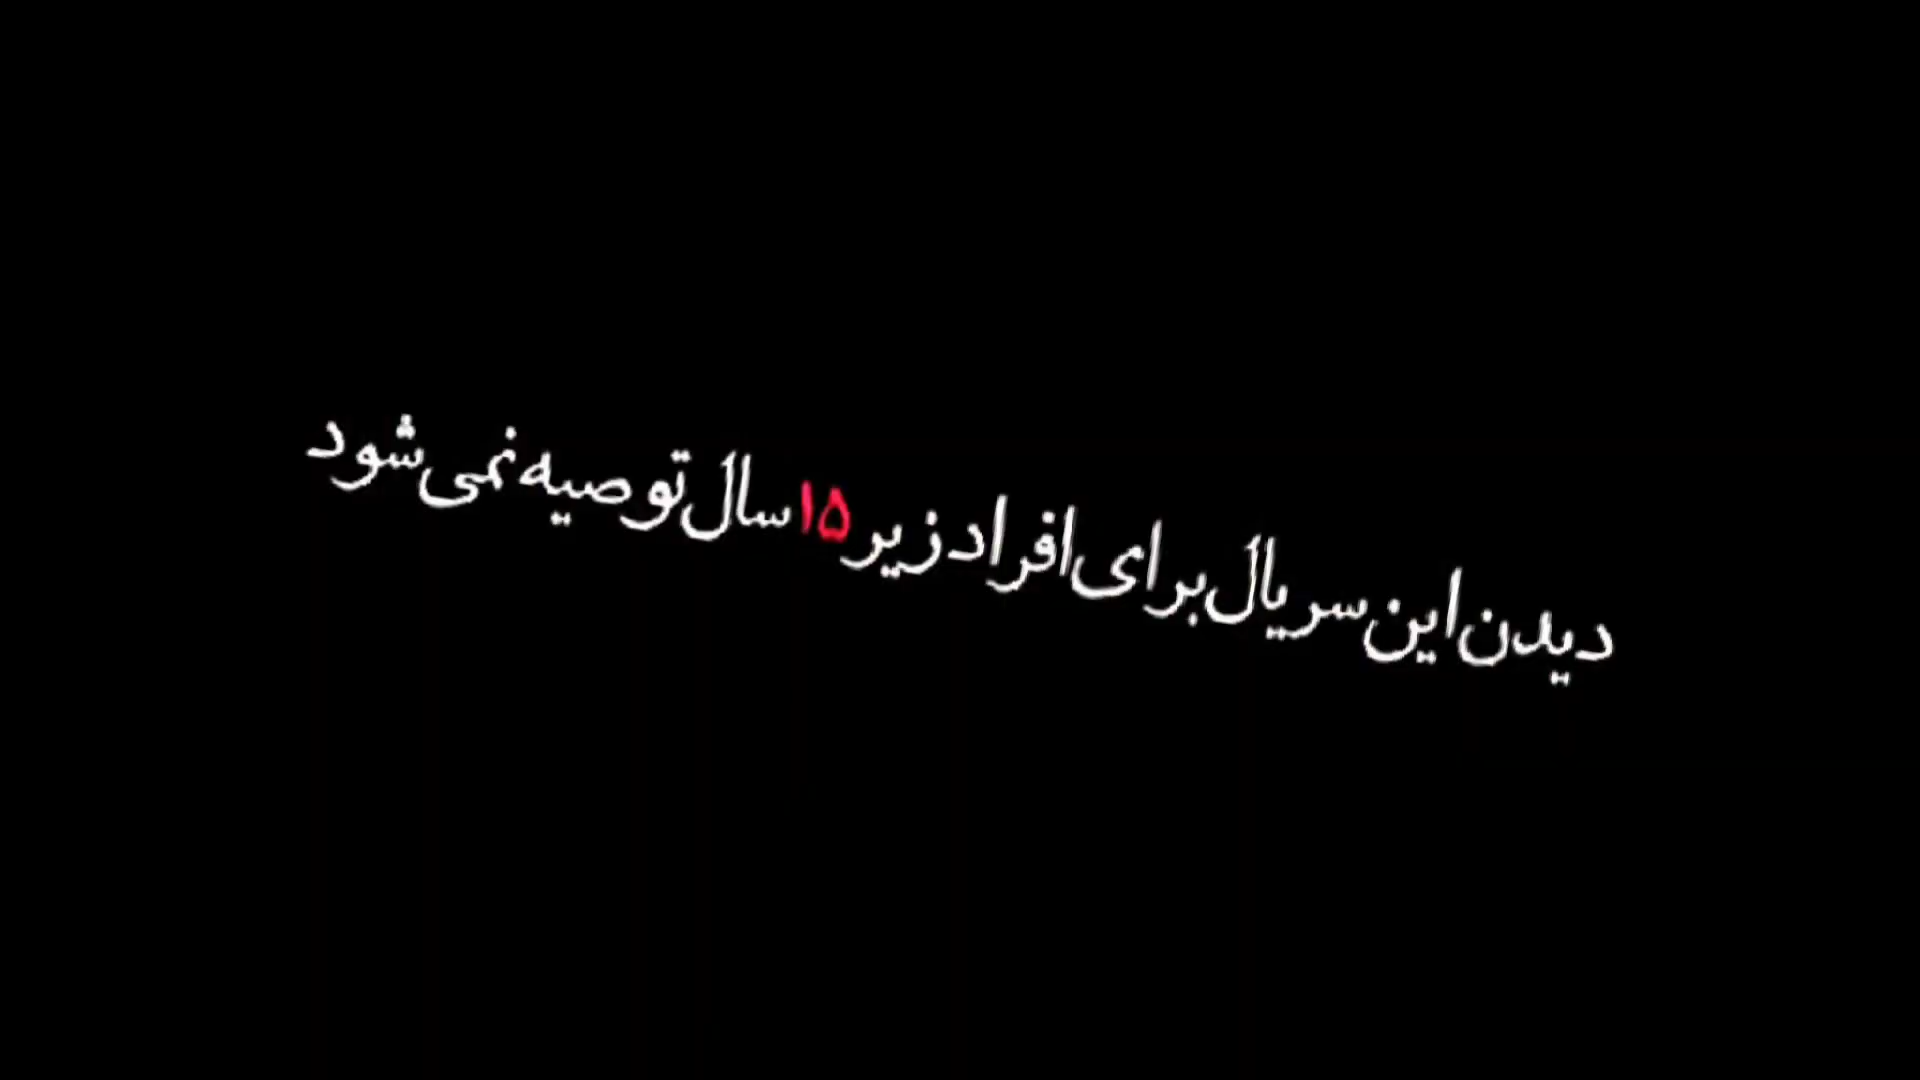 دیدن این سریال برای افراد زیر ۱۵ سال توصیه نمی‌شود